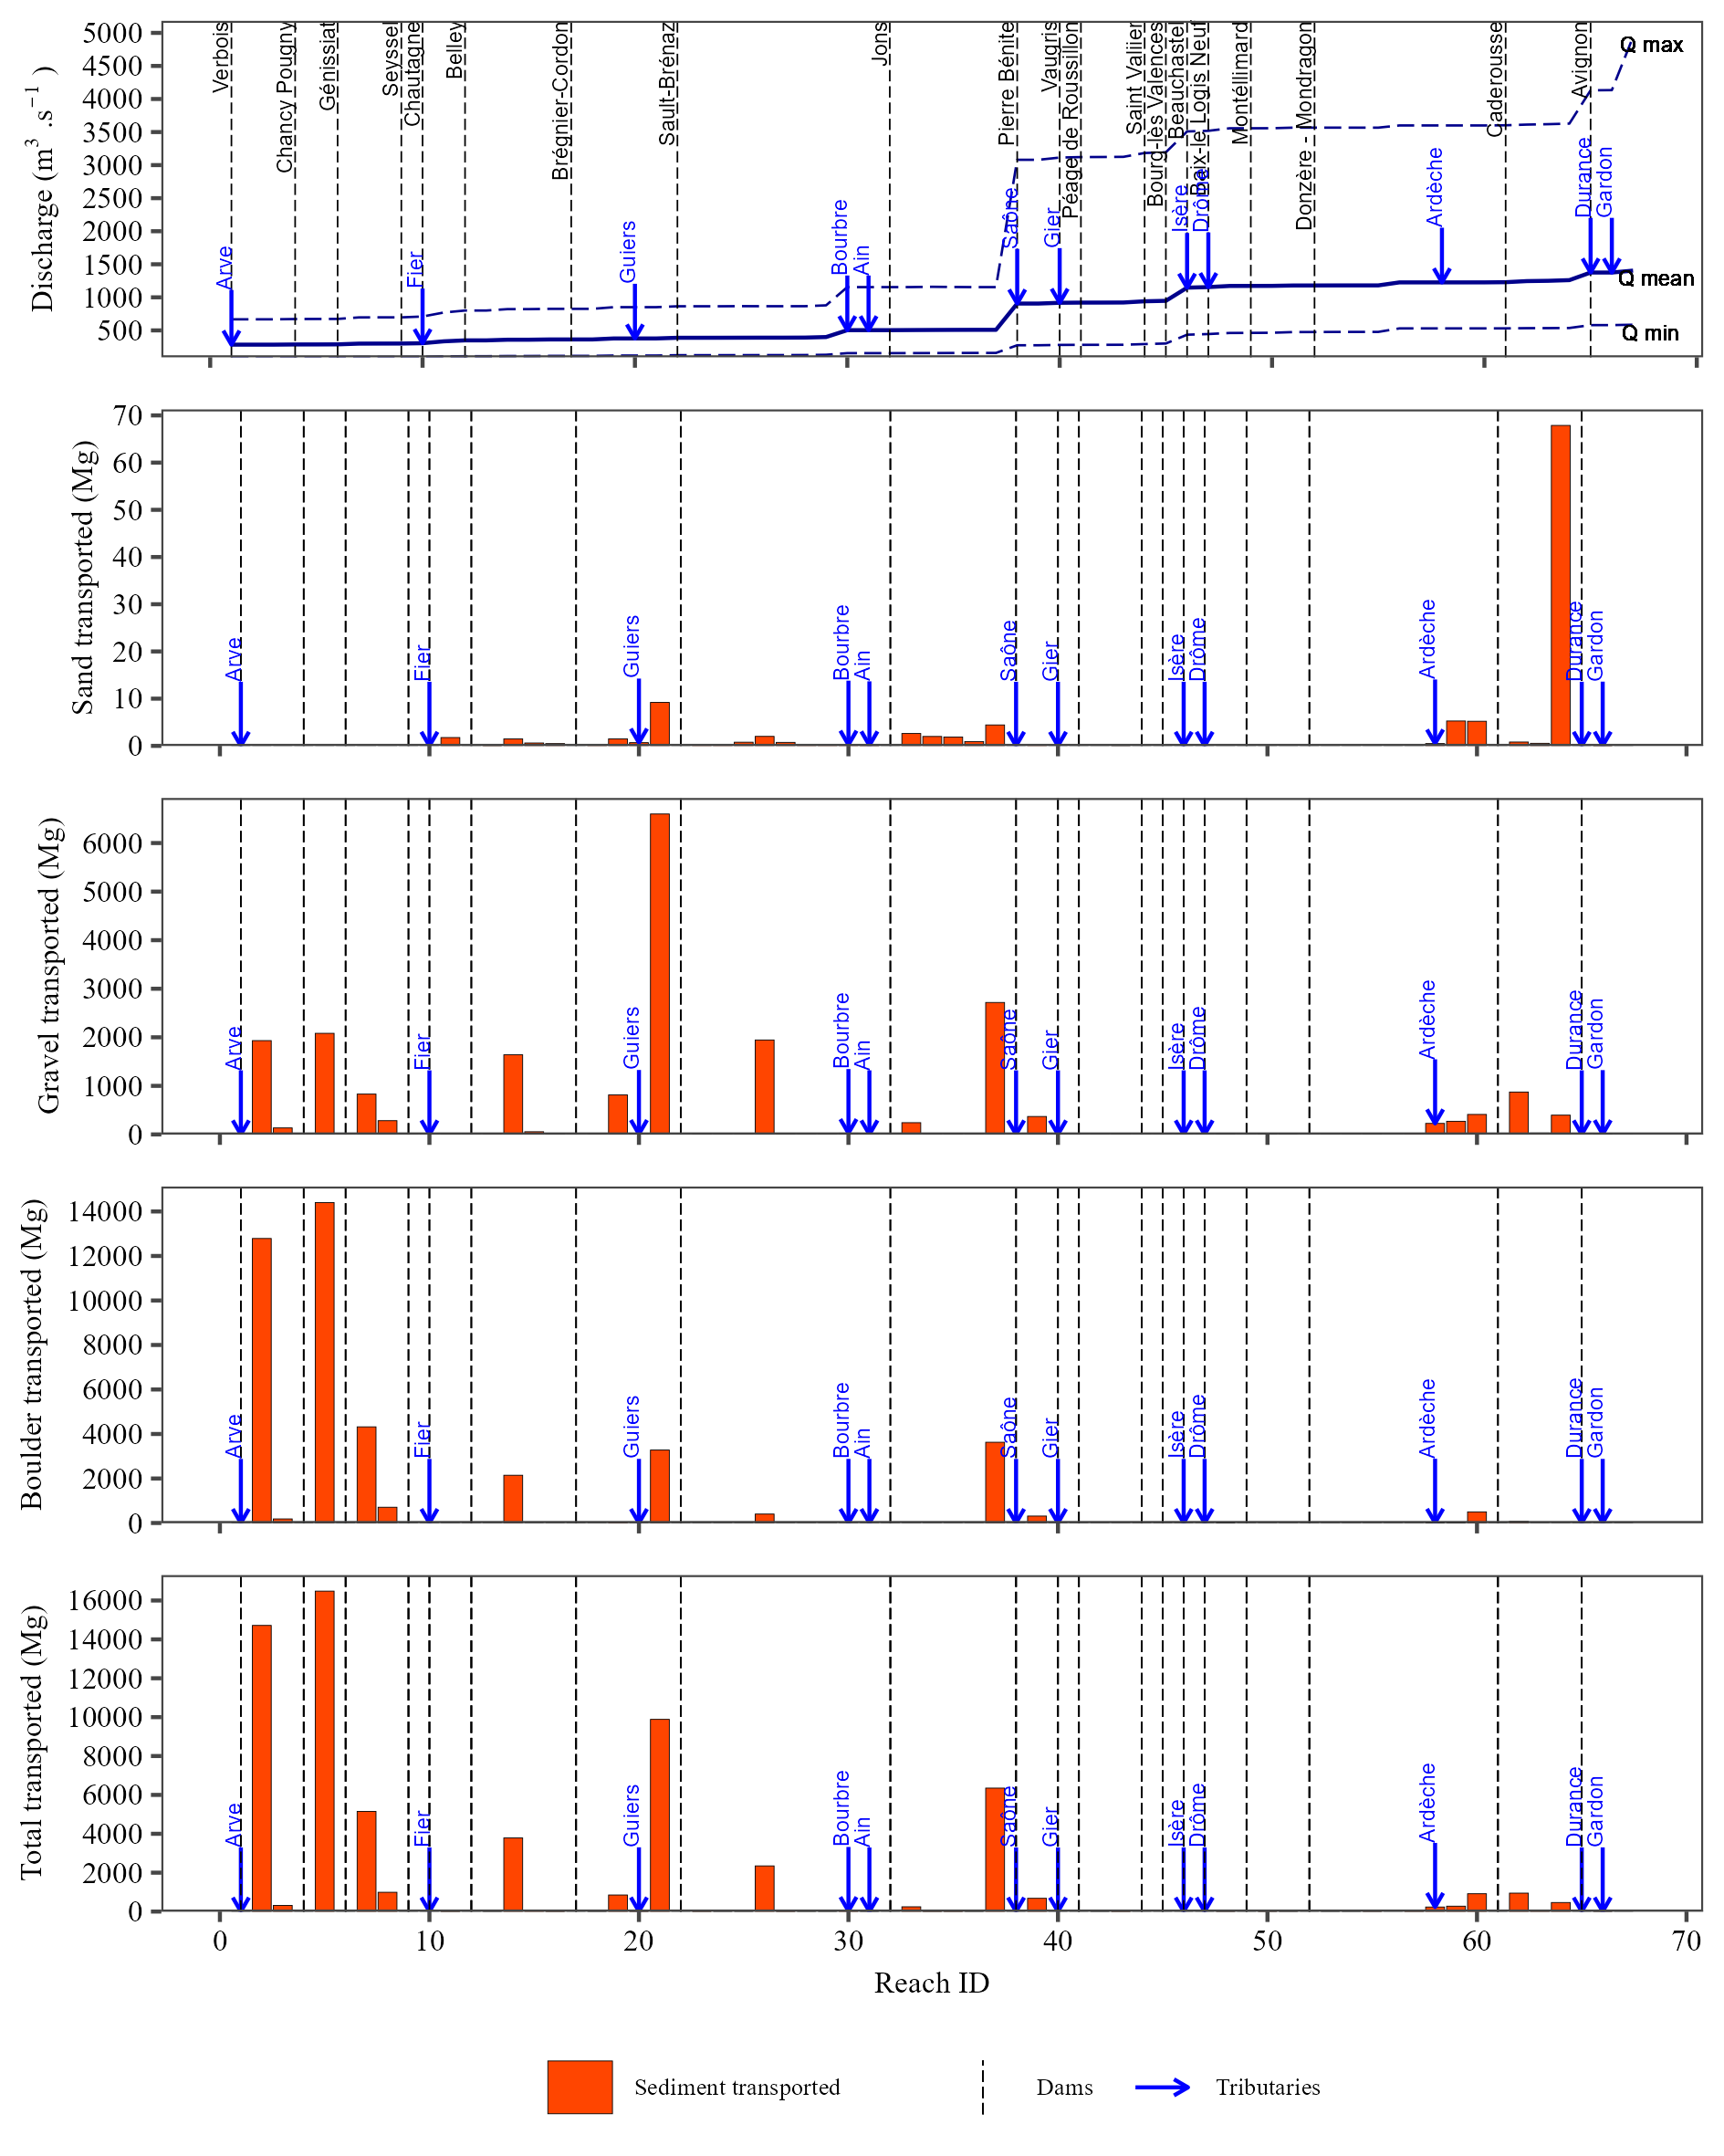 Discharge (m³ .s⁻¹ )
5000
4500
4000
3500
3000
2500
2000
1500
1000
500
Verbois
Chancy Pougny
Génissiat
Seyssel
Chautagne
Belley
Brégnier-Cordon
Sault-Brénaz
Jons
Pierre Bénite
Vaugris
Péage de Roussillon
Saint Vallier
Bourg-lès Valences
Beauchastel
Baix-le Logis Neuf
Montélimard
Donzère - Mondragon
Caderousse
Avignon
Arve
Fier
Guiers
Bourbre
Ain
Saône
Gier
Isère
Drôme
Ardèche
Durance
Gardon
Q max
Q mean
Q min
Sand transported (Mg)
70
60
50
40
30
20
10
0
Arve
Fier
Guiers
Bourbre
Ain
Saône
Gier
Isère
Drôme
Ardèche
Durance
Gardon
Gravel transported (Mg)
6000
5000
4000
3000
2000
1000
0
Arve
Fier
Guiers
Bourbre
Ain
Saône
Gier
Isère
Drôme
Ardèche
Durance
Gardon
Boulder transported (Mg)
14000
12000
10000
8000
6000
4000
2000
0
Arve
Fier
Guiers
Bourbre
Ain
Saône
Gier
Isère
Drôme
Ardèche
Durance
Gardon
Total transported (Mg)
16000
14000
12000
10000
8000
6000
4000
2000
0
Arve
Fier
Guiers
Bourbre
Ain
Saône
Gier
Isère
Drôme
Ardèche
Durance
Gardon
0 10 20 30 40 50 60 70
Reach ID
Sediment transported Dams Tributaries